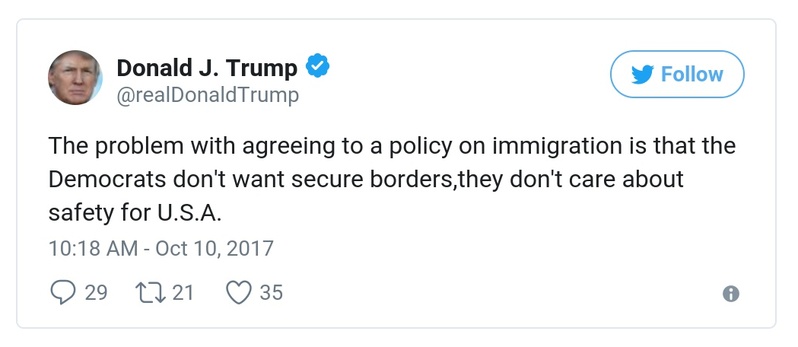 Donald J. Trump
@realDonaldTrump
Follow
The problem with agreeing to a policy on immigration is that the
Democrats don't want secure borders,they don't care about
safety for U.S.A.
10:18 AM - Oct 10, 2017
29 21 35